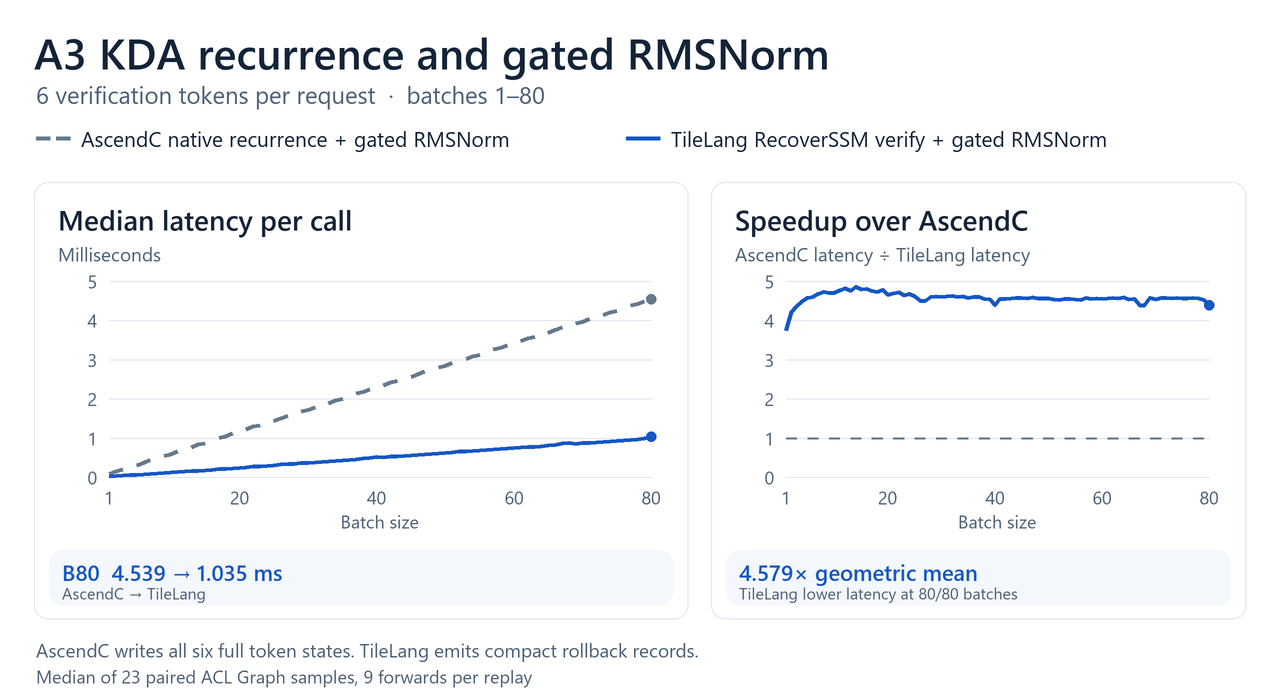 A3 KDA recurrence and gated RMSNorm
6 verification tokens per request · batches 1–80
AscendC native recurrence + gated RMSNorm
TileLang RecoverSSM verify + gated RMSNorm
Median latency per call
Milliseconds
5
4
3
2
1
0
1 20 40 60 80
Batch size
B80 4.539 → 1.035 ms
AscendC → TileLang
Speedup over AscendC
AscendC latency ÷ TileLang latency
5
4
3
2
1
0
1 20 40 60 80
Batch size
4.579× geometric mean
TileLang lower latency at 80/80 batches
AscendC writes all six full token states. TileLang emits compact rollback records.
Median of 23 paired ACL Graph samples, 9 forwards per replay